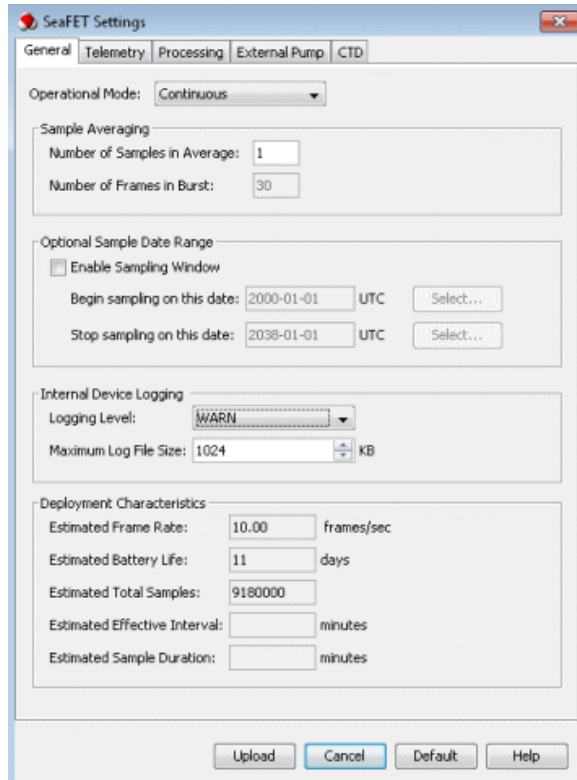 SeaFET Settings
General Telemetry Processing External Pump CTD
Operational Mode: Continuous
Sample Averaging
Number of Samples in Average: 1
Number of Frames in Burst: 30
Optional Sample Date Range
Enable Sampling Window
Begin sampling on this date: 2000-01-01 UTC Select...
Stop sampling on this date: 2038-01-01 UTC Select...
Internal Device Logging
Logging Level: WARN
Maximum Log File Size: 1024 KB
Deployment Characteristics
Estimated Frame Rate: 10.00 frames/sec
Estimated Battery Life: 11 days
Estimated Total Samples: 9180000
Estimated Effective Interval: minutes
Estimated Sample Duration: minutes
Upload Cancel Default Help